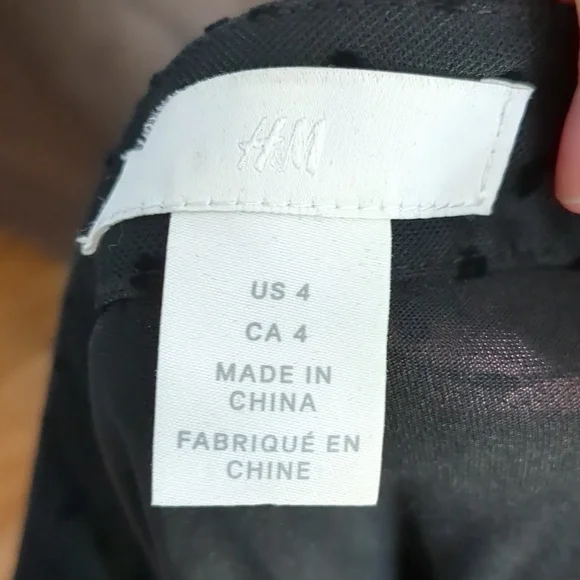 H&M
US 4
CA 4
MADE IN
CHINA
FABRIQUÉ EN
CHINE